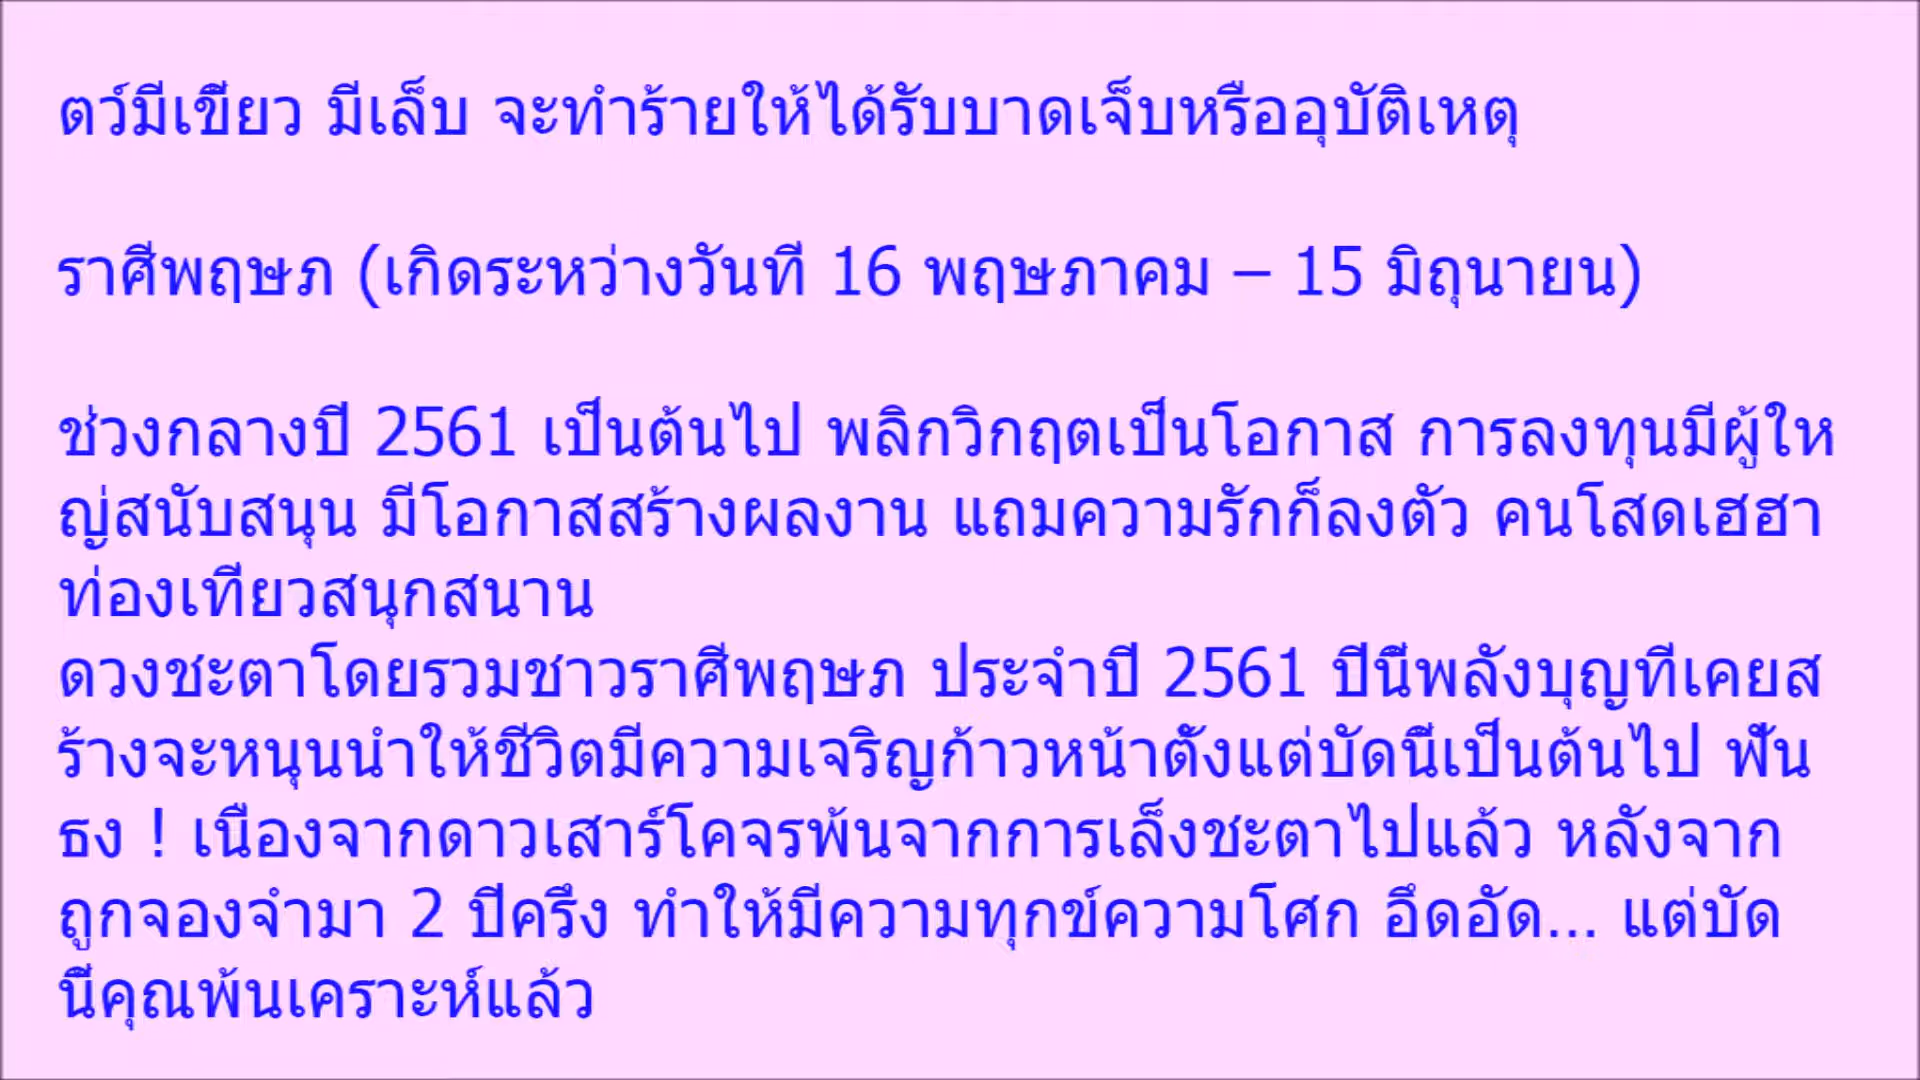 ตว์มีเขี้ยว มีเล็บ จะทำร้ายให้ได้รับบาดเจ็บหรืออุบัติเหตุ
ราศีพฤษภ (เกิดระหว่างวันที่ 16 พฤษภาคม – 15 มิถุนายน)
ช่วงกลางปี 2561 เป็นต้นไป พลิกวิกฤตเป็นโอกาส การลงทุนมีผู้ให
ญ่สนับสนุน มีโอกาสสร้างผลงาน แถมความรักก็ลงตัว คนโสดเฮฮา
ท่องเที่ยวสนุกสนาน
ดวงชะตาโดยรวมชาวราศีพฤษภ ประจำปี 2561 ปีนี้พลังบุญที่เคยส
ร้างจะหนุนนำให้ชีวิตมีความเจริญก้าวหน้าตั้งแต่บัดนี้เป็นต้นไป ฟัน
ธง ! เนื่องจากดาวเสาร์โคจรพ้นจากการเล็งชะตาไปแล้ว หลังจาก
ถูกจองจำมา 2 ปีครึ่ง ทำให้มีความทุกข์ความโศก อึดอัด... แต่บัด
นี้คุณพ้นเคราะห์แล้ว